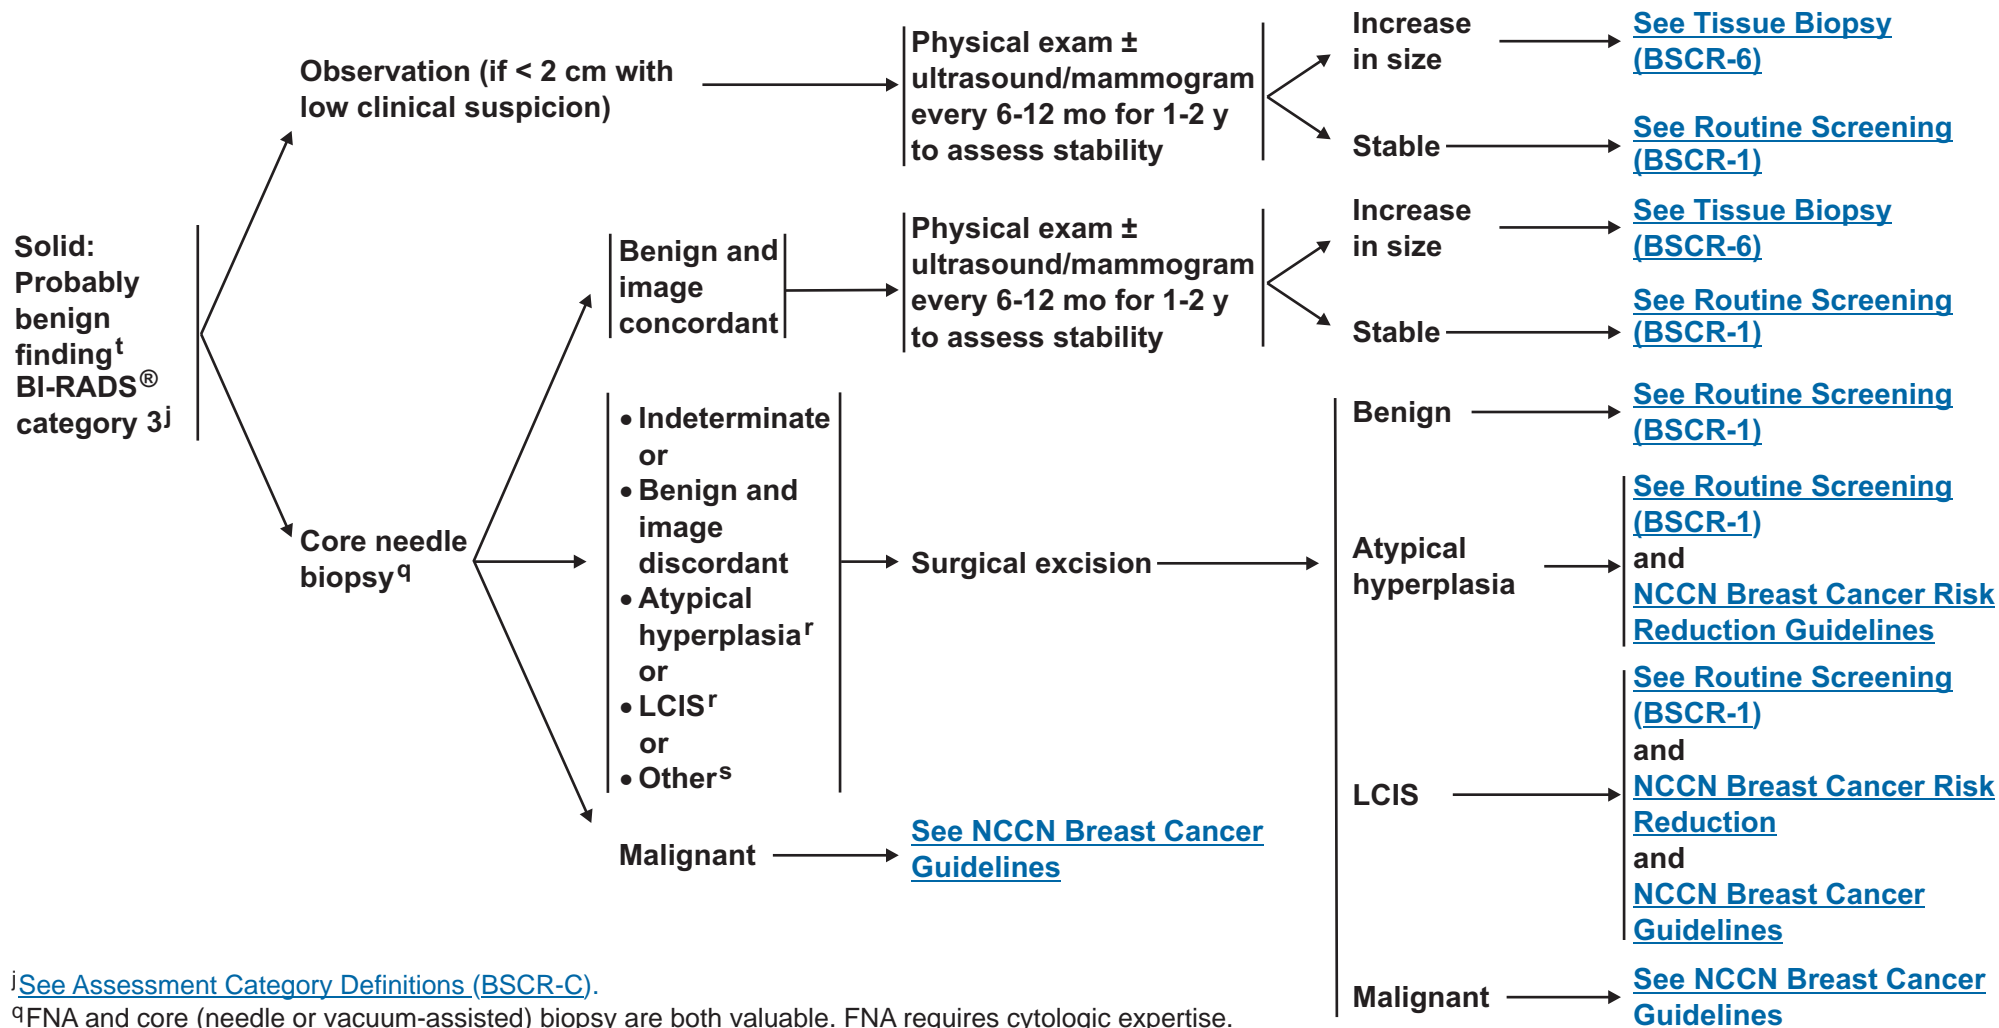 Solid:
Probably
benign
finding t
BI-RADS®
category 3 j
Observation (if < 2 cm with
low clinical suspicion)
Physical exam ±
ultrasound/mammogram
every 6-12 mo for 1-2 y
to assess stability
Increase
in size
See Tissue Biopsy
(BSCR-6)
Stable
See Routine Screening
(BSCR-1)
Core needle
biopsy q
Benign and
image
concordant
Physical exam ±
ultrasound/mammogram
every 6-12 mo for 1-2 y
to assess stability
Increase
in size
See Tissue Biopsy
(BSCR-6)
Stable
See Routine Screening
(BSCR-1)
• Indeterminate
or
• Benign and
image
discordant
• Atypical
hyperplasia r
or
• LCIS r
or
• Other s
Surgical excision
Benign
See Routine Screening
(BSCR-1)
Atypical
hyperplasia
See Routine Screening
(BSCR-1)
and
NCCN Breast Cancer Risk
Reduction Guidelines
LCIS
See Routine Screening
(BSCR-1)
and
NCCN Breast Cancer Risk
Reduction
and
NCCN Breast Cancer
Guidelines
Malignant
See NCCN Breast Cancer
Guidelines
Malignant
See NCCN Breast Cancer
Guidelines
j See Assessment Category Definitions (BSCR-C).
q FNA and core (needle or vacuum-assisted) biopsy are both valuable. FNA requires cytologic expertise.